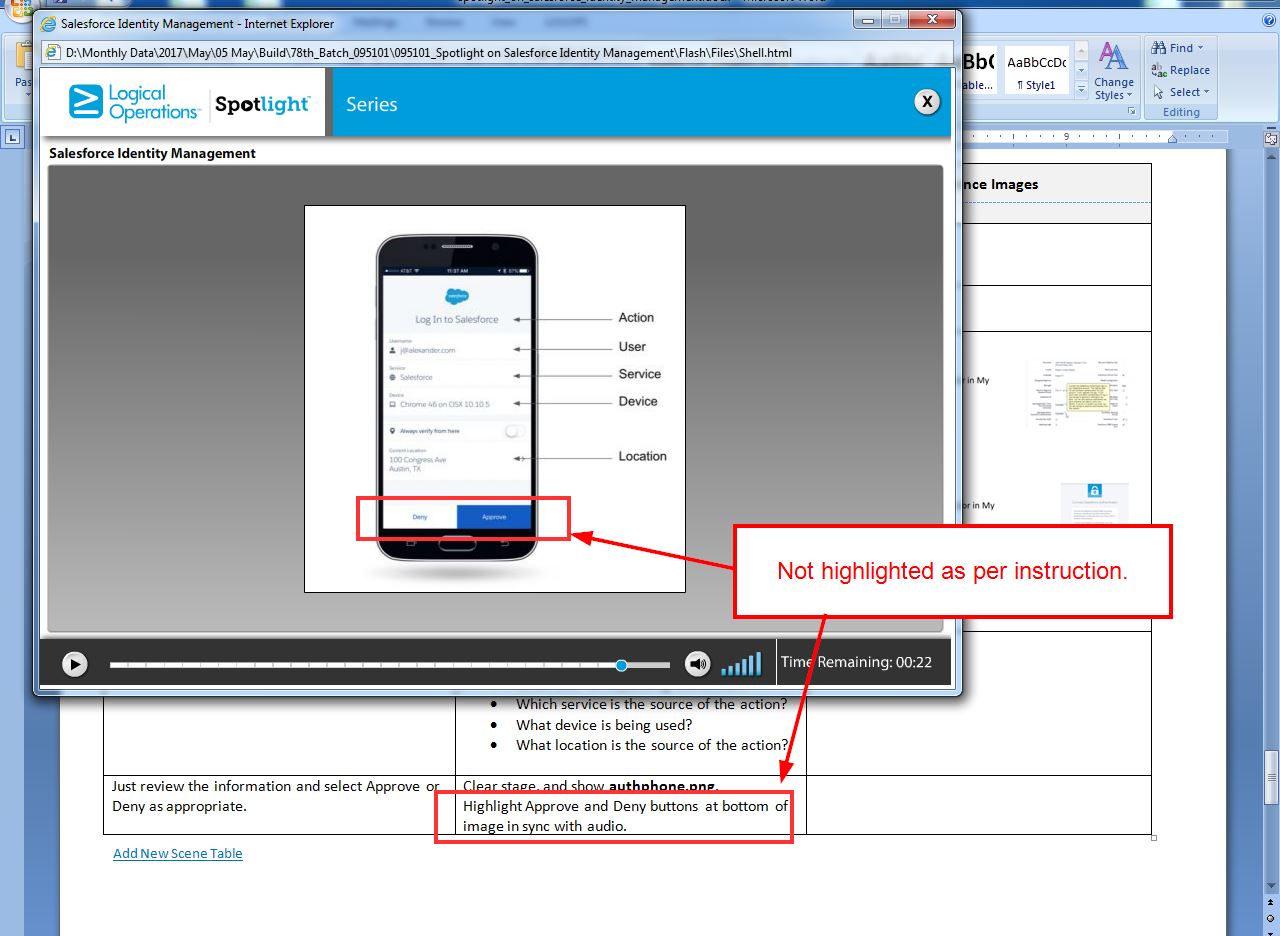 Salesforce Identity Management - Internet Explorer
D:\Monthly Data\2017\May\05 May\Build\78th_Batch_095101\095101_Spotlight on Salesforce Identity Management\Flash\Files\Shell.html
Logical
Operations
Spotlight
Series
X
Salesforce Identity Management
AT&T
11:37 AM
87%
salesforce
Log In to Salesforce
Username
j@alexander.com
Service
Salesforce
Device
Chrome 46 on OSX 10.10.5
Always verify from here
Current Location
100 Congress Ave
Austin, TX
Deny
Approve
Action
User
Service
Device
Location
Time Remaining: 00:22
Not highlighted as per instruction.
AaBbCcDc
¶ Style1
Change
Styles
Find
Replace
Select
Editing
9
Images
in My
in My
Which service is the source of the action?
What device is being used?
What location is the source of the action?
Just review the information and select Approve or
Deny as appropriate.
Clear stage, and show authphone.png.
Highlight Approve and Deny buttons at bottom of
image in sync with audio.
Add New Scene Table